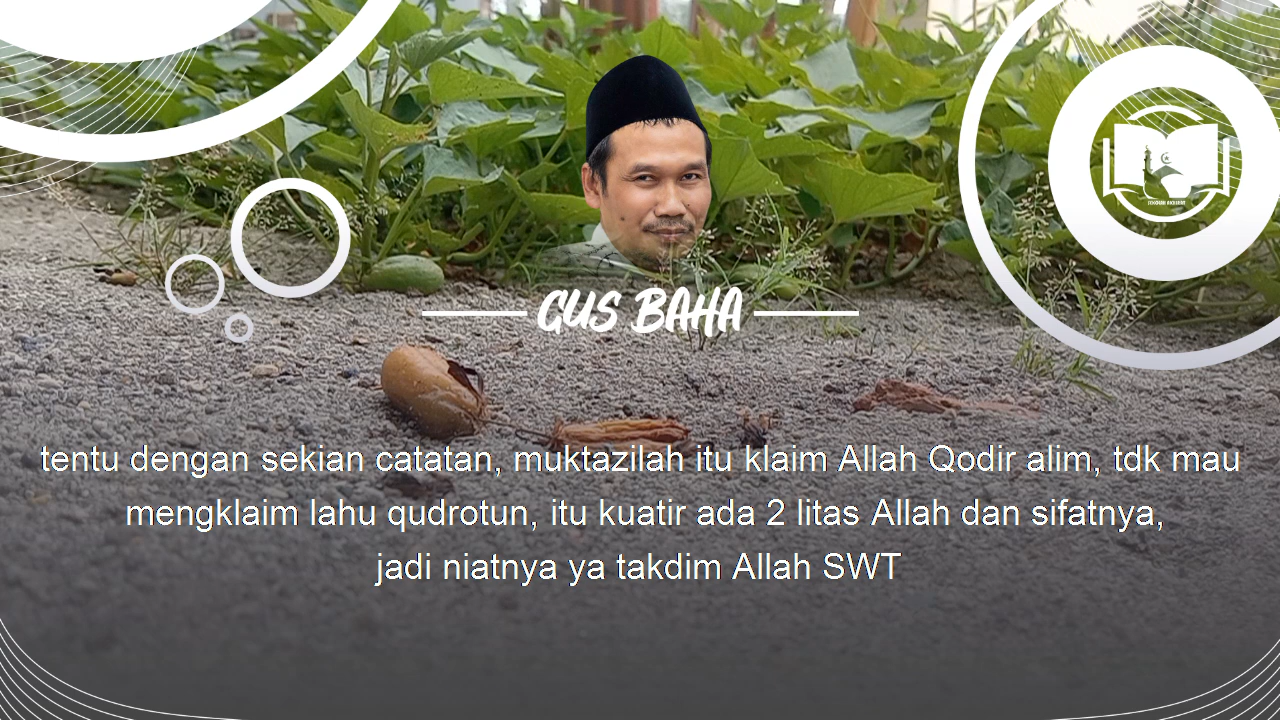 GUS BAHA
tentu dengan sekian catatan, muktazilah itu klaim Allah Qodir alim, tdk mau
mengklaim lahu qudrotun, itu kuatir ada 2 litas Allah dan sifatnya,
jadi niatnya ya takdim Allah SWT